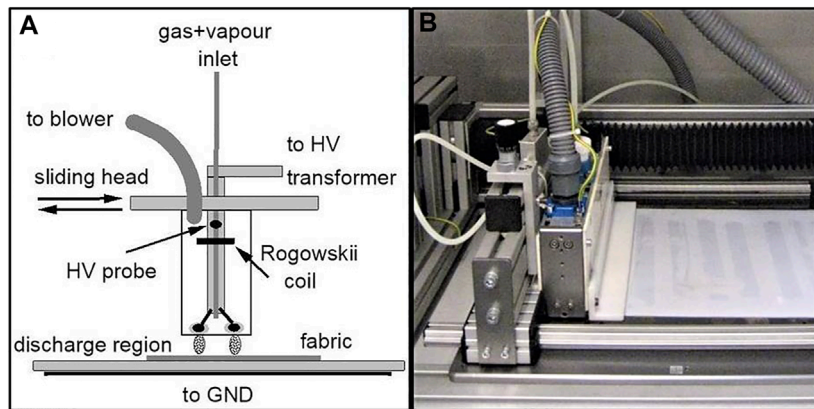 A
gas+vapour
inlet
to blower
to HV
transformer
sliding head
HV probe
Rogowskii
coil
discharge region
fabric
to GND
B